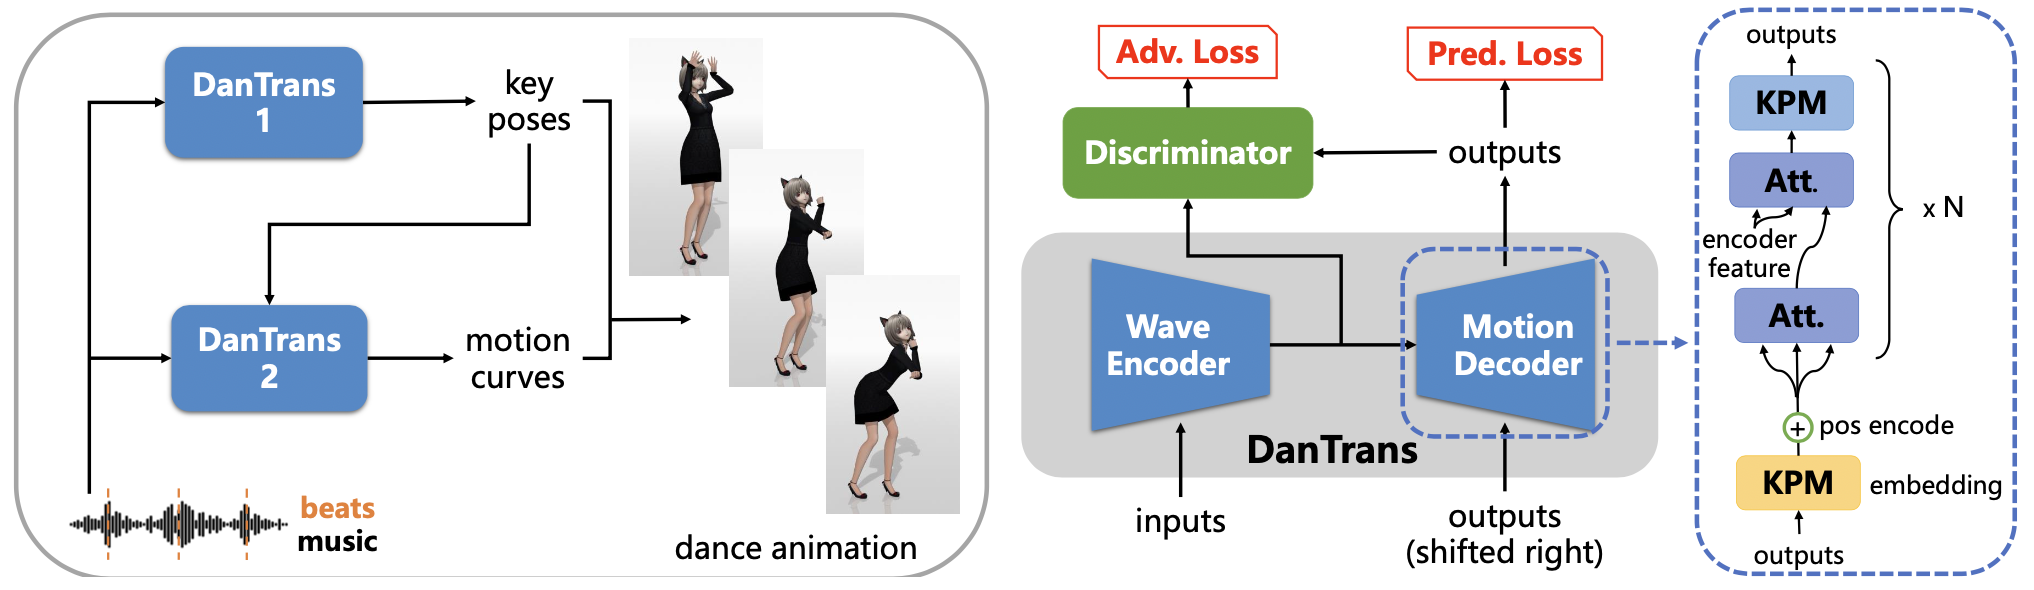 DanTrans
1
key
poses
DanTrans
2
motion
curves
beats
music
dance animation
Adv. Loss
Pred. Loss
Discriminator
outputs
Wave
Encoder
Motion
Decoder
DanTrans
inputs
outputs
(shifted right)
outputs
KPM
Att.
encoder
feature
x N
Att.
+ pos encode
KPM embedding
outputs